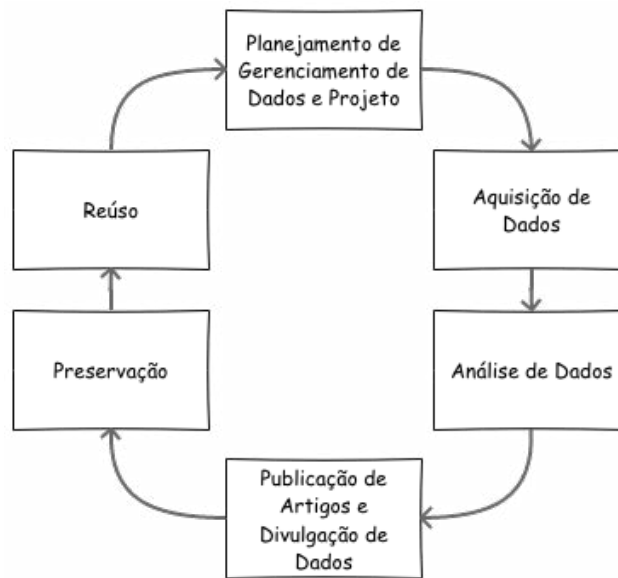 Planejamento de
Gerenciamento de
Dados e Projeto
Aquisição de
Dados
Análise de Dados
Publicação de
Artigos e
Divulgação de
Dados
Preservação
Reúso